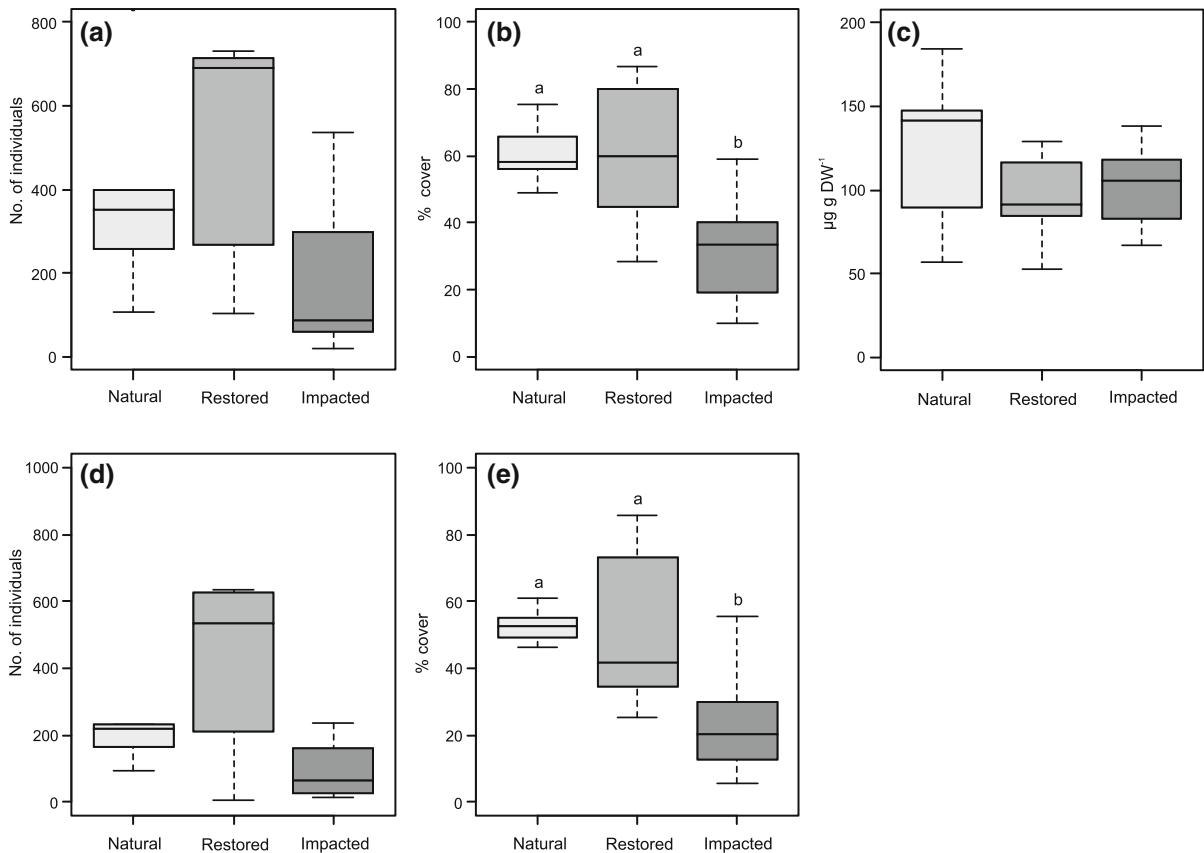 (a)
No. of individuals
800
600
400
200
0
Natural Restored Impacted
(b)
% cover
100
80
60
40
20
0
a
a
b
Natural Restored Impacted
(c)
µg g DW⁻¹
200
150
100
50
0
Natural Restored Impacted
(d)
No. of individuals
1000
800
600
400
200
0
Natural Restored Impacted
(e)
% cover
100
80
60
40
20
0
a
a
b
Natural Restored Impacted